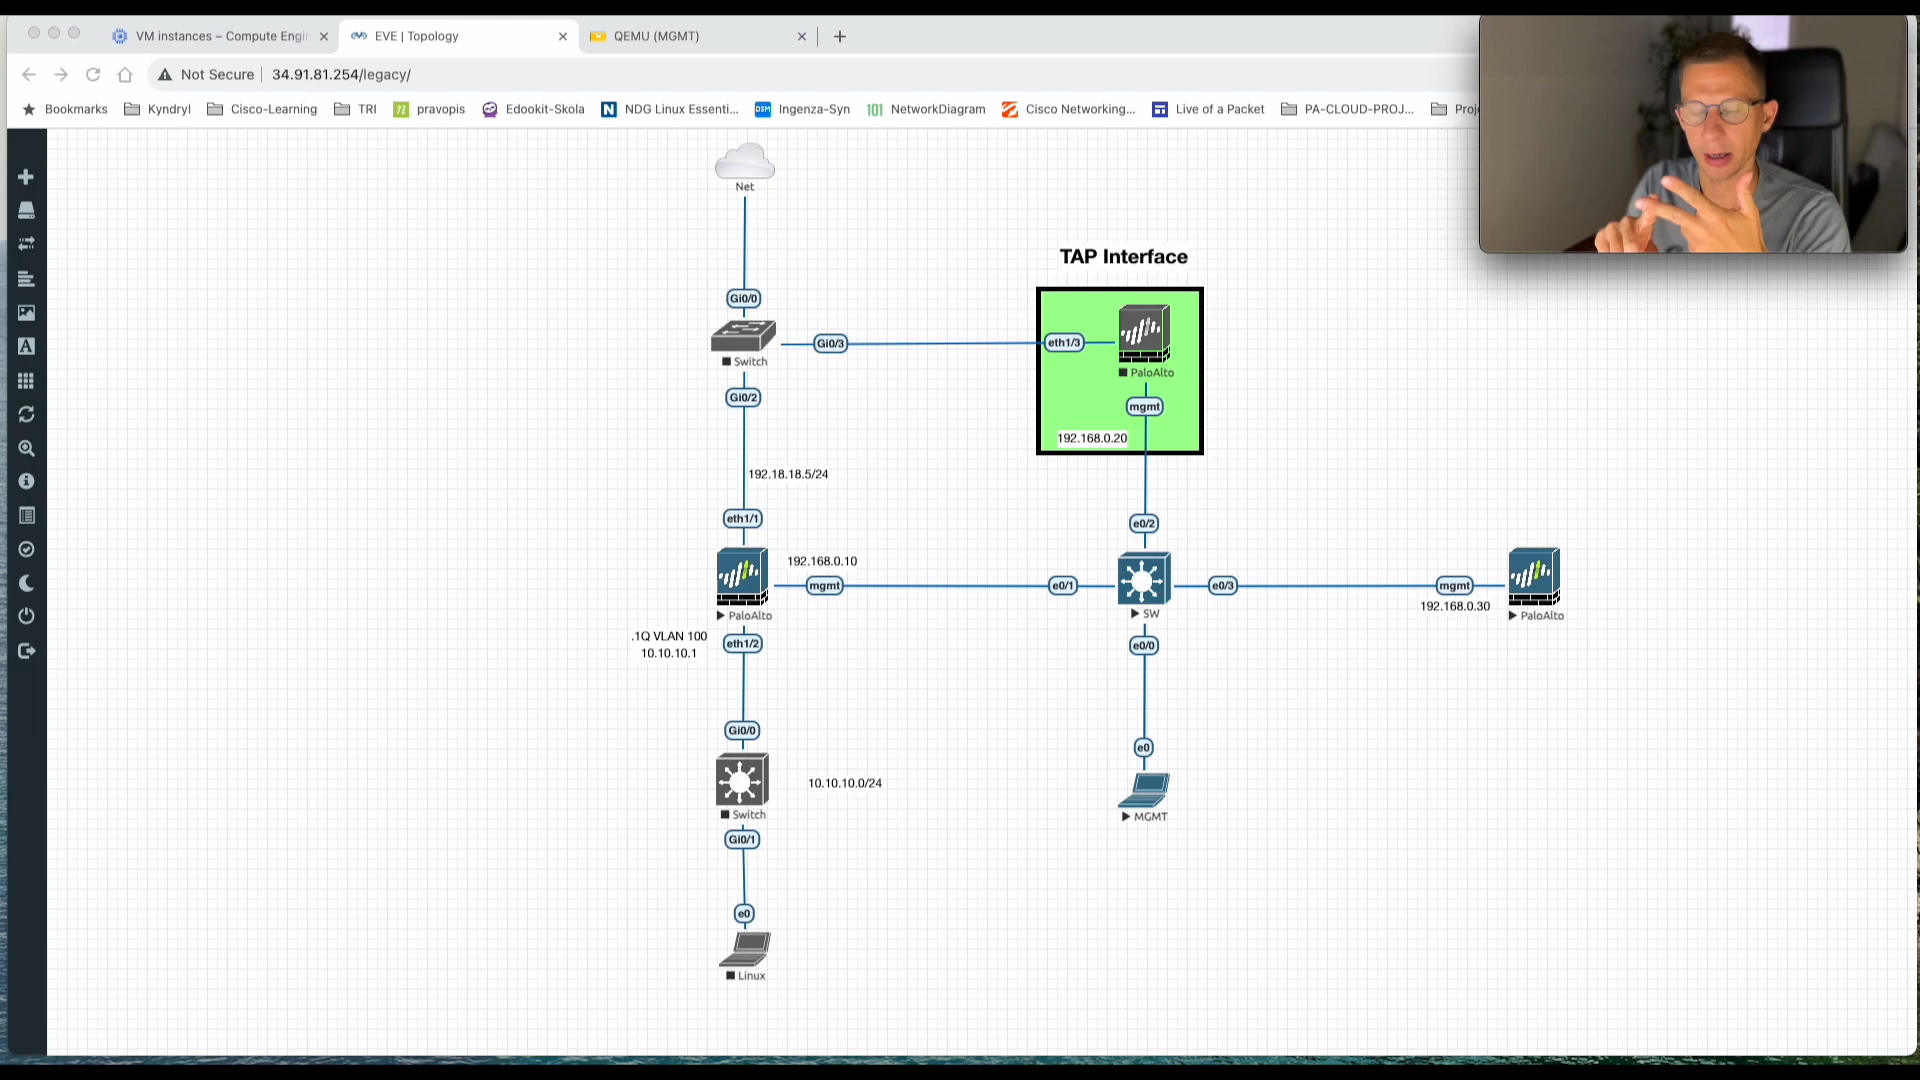 VM instances – Compute Engin
EVE | Topology
QEMU (MGMT)
Not Secure
34.91.81.254/legacy/
Bookmarks
Kyndryl
Cisco-Learning
TRI
pravopis
Edookit-Skola
NDG Linux Essenti...
Ingenza-Syn
NetworkDiagram
Cisco Networking...
Live of a Packet
PA-CLOUD-PROJ...
Proje
Net
TAP Interface
Gi0/0
Gi0/3
eth1/3
Switch
PaloAlto
Gi0/2
mgmt
192.168.0.20
192.18.18.5/24
eth1/1
e0/2
192.168.0.10
mgmt
e0/1
e0/3
mgmt
192.168.0.30
PaloAlto
SW
PaloAlto
.1Q VLAN 100
10.10.10.1
eth1/2
e0/0
Gi0/0
e0
10.10.10.0/24
Switch
MGMT
Gi0/1
e0
Linux